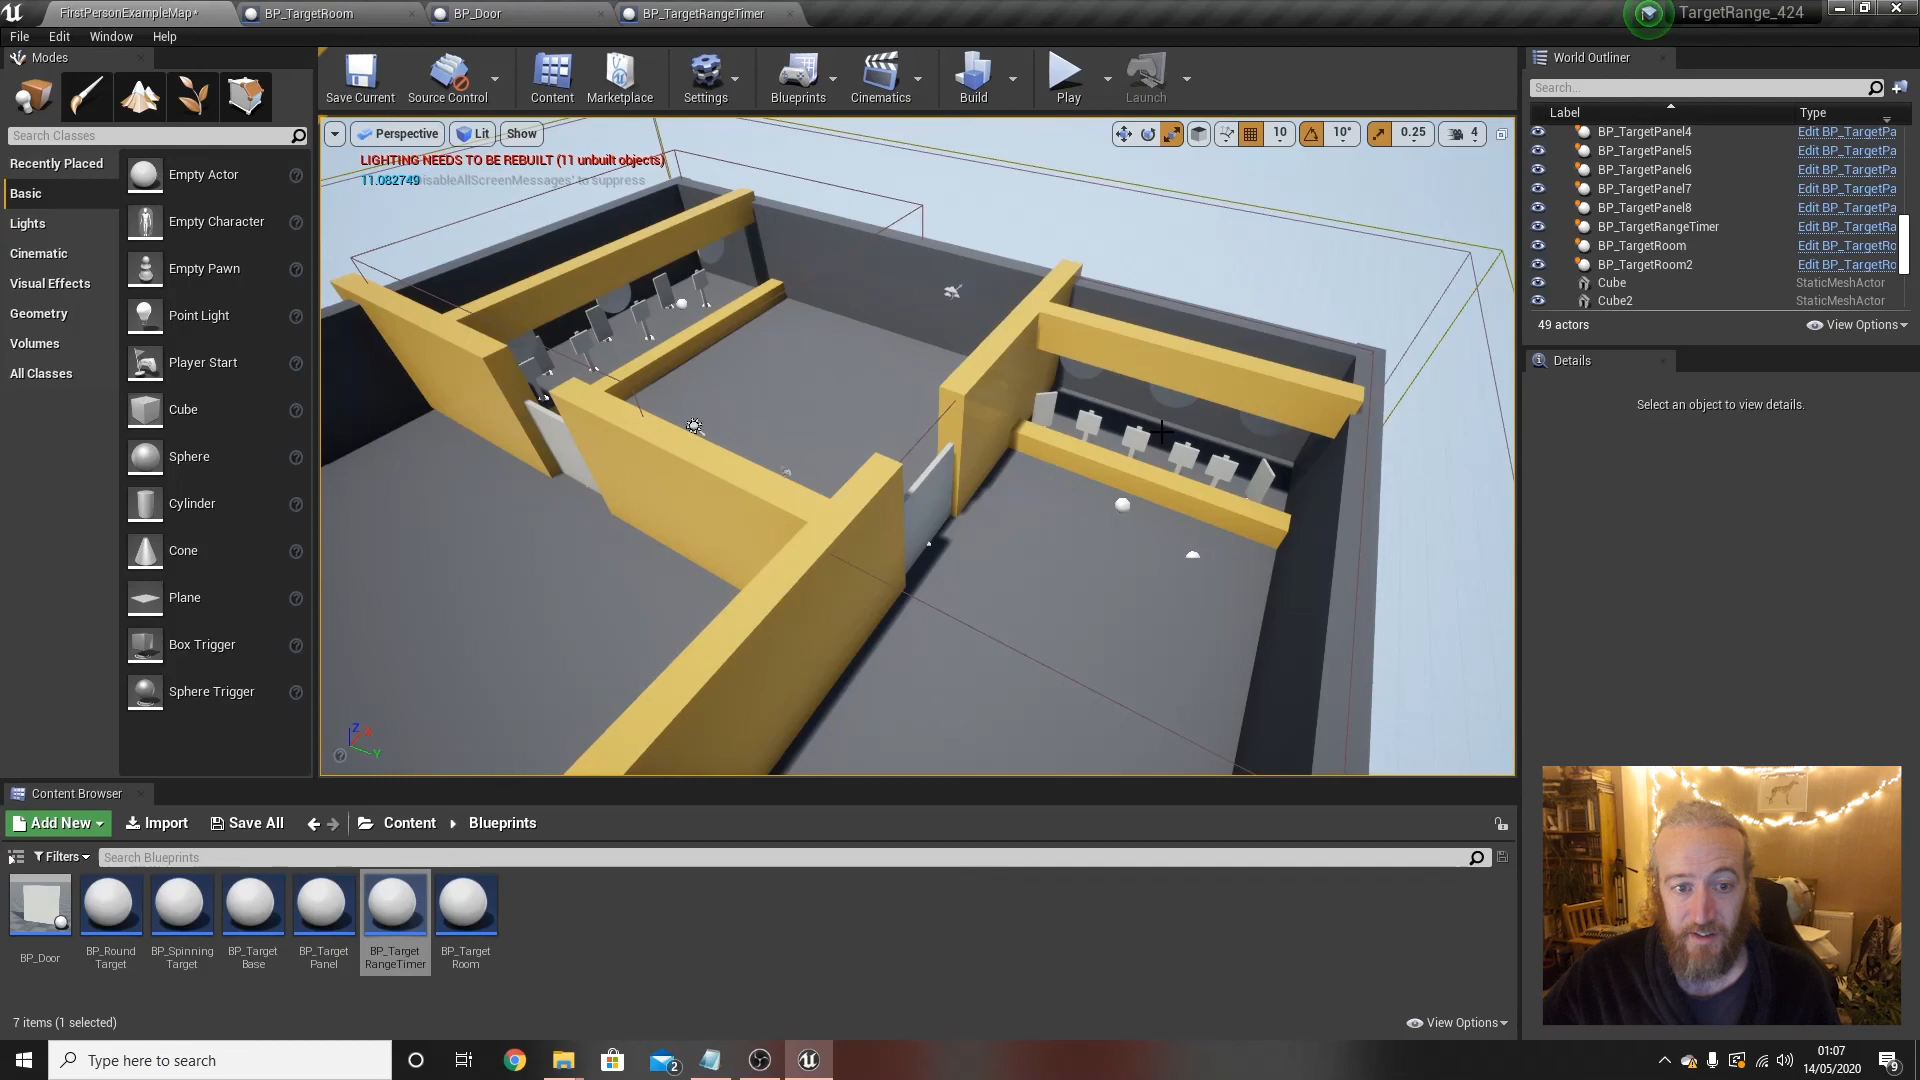 FirstPersonExampleMap*
BP_TargetRoom
BP_Door
BP_TargetRangeTimer
TargetRange_424
File Edit Window Help
Modes
Save Current
Source Control
Content
Marketplace
Settings
Blueprints
Cinematics
Build
Play
Launch
World Outliner
Search...
Label
Type
BP_TargetPanel4 Edit BP_TargetPa
BP_TargetPanel5 Edit BP_TargetPa
BP_TargetPanel6 Edit BP_TargetPa
BP_TargetPanel7 Edit BP_TargetPa
BP_TargetPanel8 Edit BP_TargetPa
BP_TargetRangeTimer Edit BP_TargetRa
BP_TargetRoom Edit BP_TargetRo
BP_TargetRoom2 Edit BP_TargetRo
Cube StaticMeshActor
Cube2 StaticMeshActor
49 actors
View Options
Details
Select an object to view details.
Search Classes
Recently Placed
Basic
Lights
Cinematic
Visual Effects
Geometry
Volumes
All Classes
Empty Actor
Empty Character
Empty Pawn
Point Light
Player Start
Cube
Sphere
Cylinder
Cone
Plane
Box Trigger
Sphere Trigger
Perspective
Lit
Show
10
10°
0.25
4
LIGHTING NEEDS TO BE REBUILT (11 unbuilt objects)
11.082749
isableAllScreenMessages' to suppress
Z
X
Y
Content Browser
Add New
Import
Save All
Content
Blueprints
Filters
Search Blueprints
BP_Door
BP_Round
Target
BP_Spinning
Target
BP_Target
Base
BP_Target
Panel
BP_Target
RangeTimer
BP_Target
Room
7 items (1 selected)
View Options
Type here to search
2
01:07
14/05/2020
9